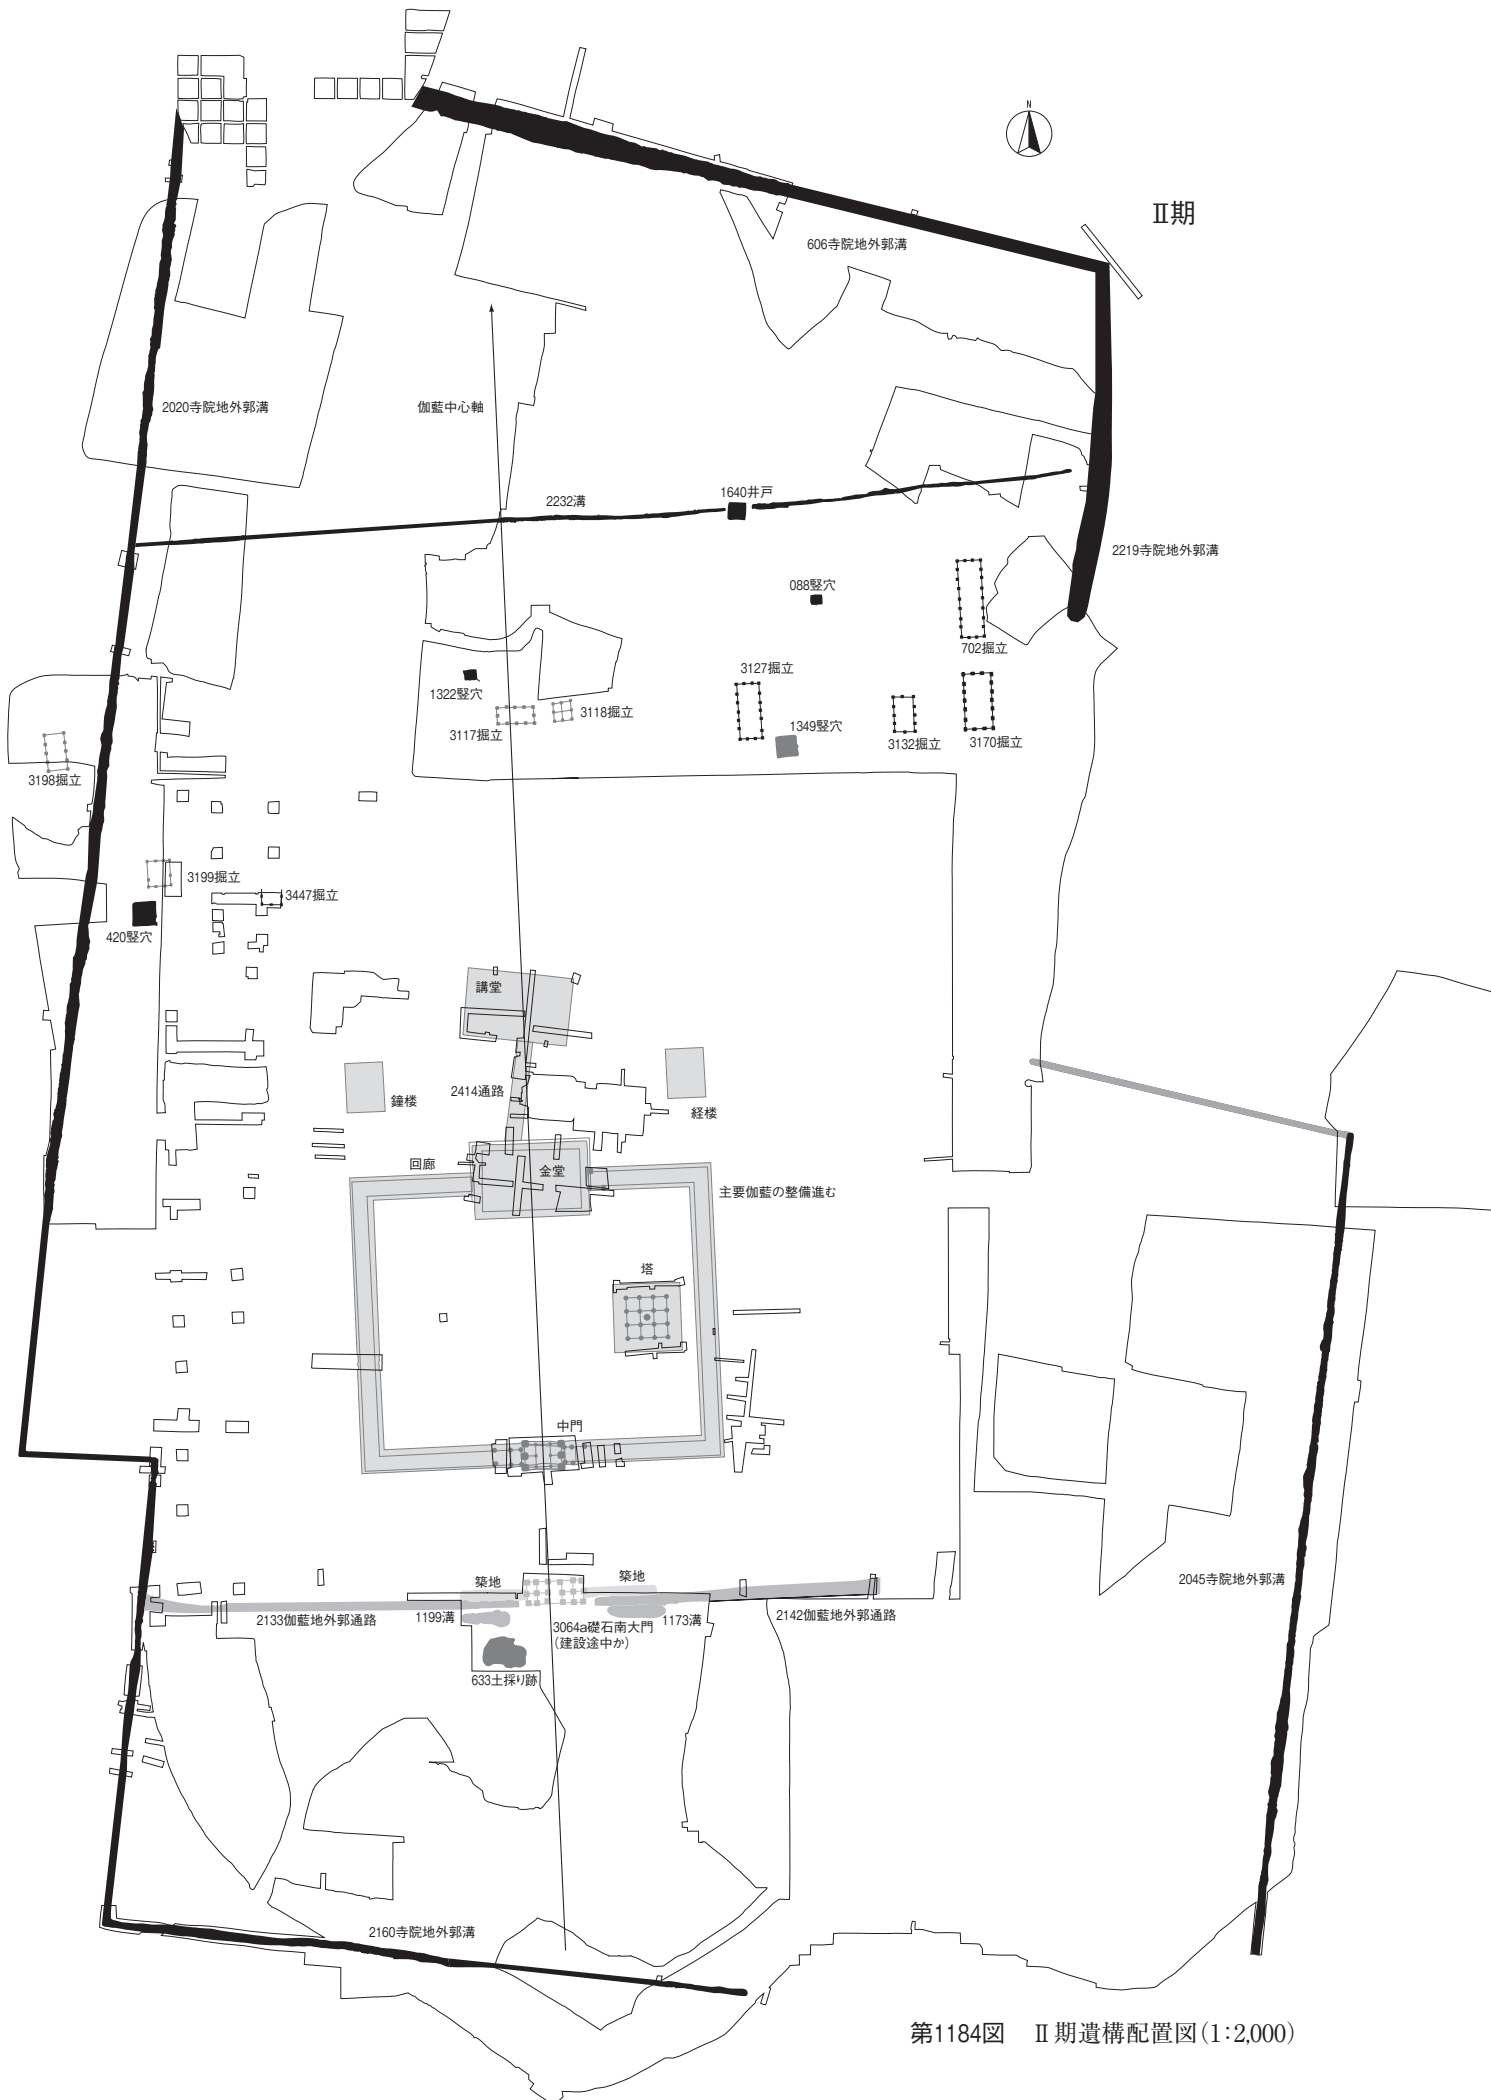 N
Ⅱ期
606寺院地外郭溝
2020寺院地外郭溝
伽藍中心軸
2232溝
1640井戸
2219寺院地外郭溝
088竪穴
702掘立
3127掘立
1322竪穴
3118掘立
3117掘立
1349竪穴
3132掘立
3170掘立
3198掘立
3199掘立
3447掘立
420竪穴
講堂
2414通路
鐘楼
経楼
回廊
金堂
主要伽藍の整備進む
塔
中門
築地
築地
2045寺院地外郭溝
2133伽藍地外郭通路
1199溝
3064a礎石南大門
(建設途中か)
1173溝
2142伽藍地外郭通路
633土採り跡
2160寺院地外郭溝
第1184図 Ⅱ期遺構配置図(1:2,000)